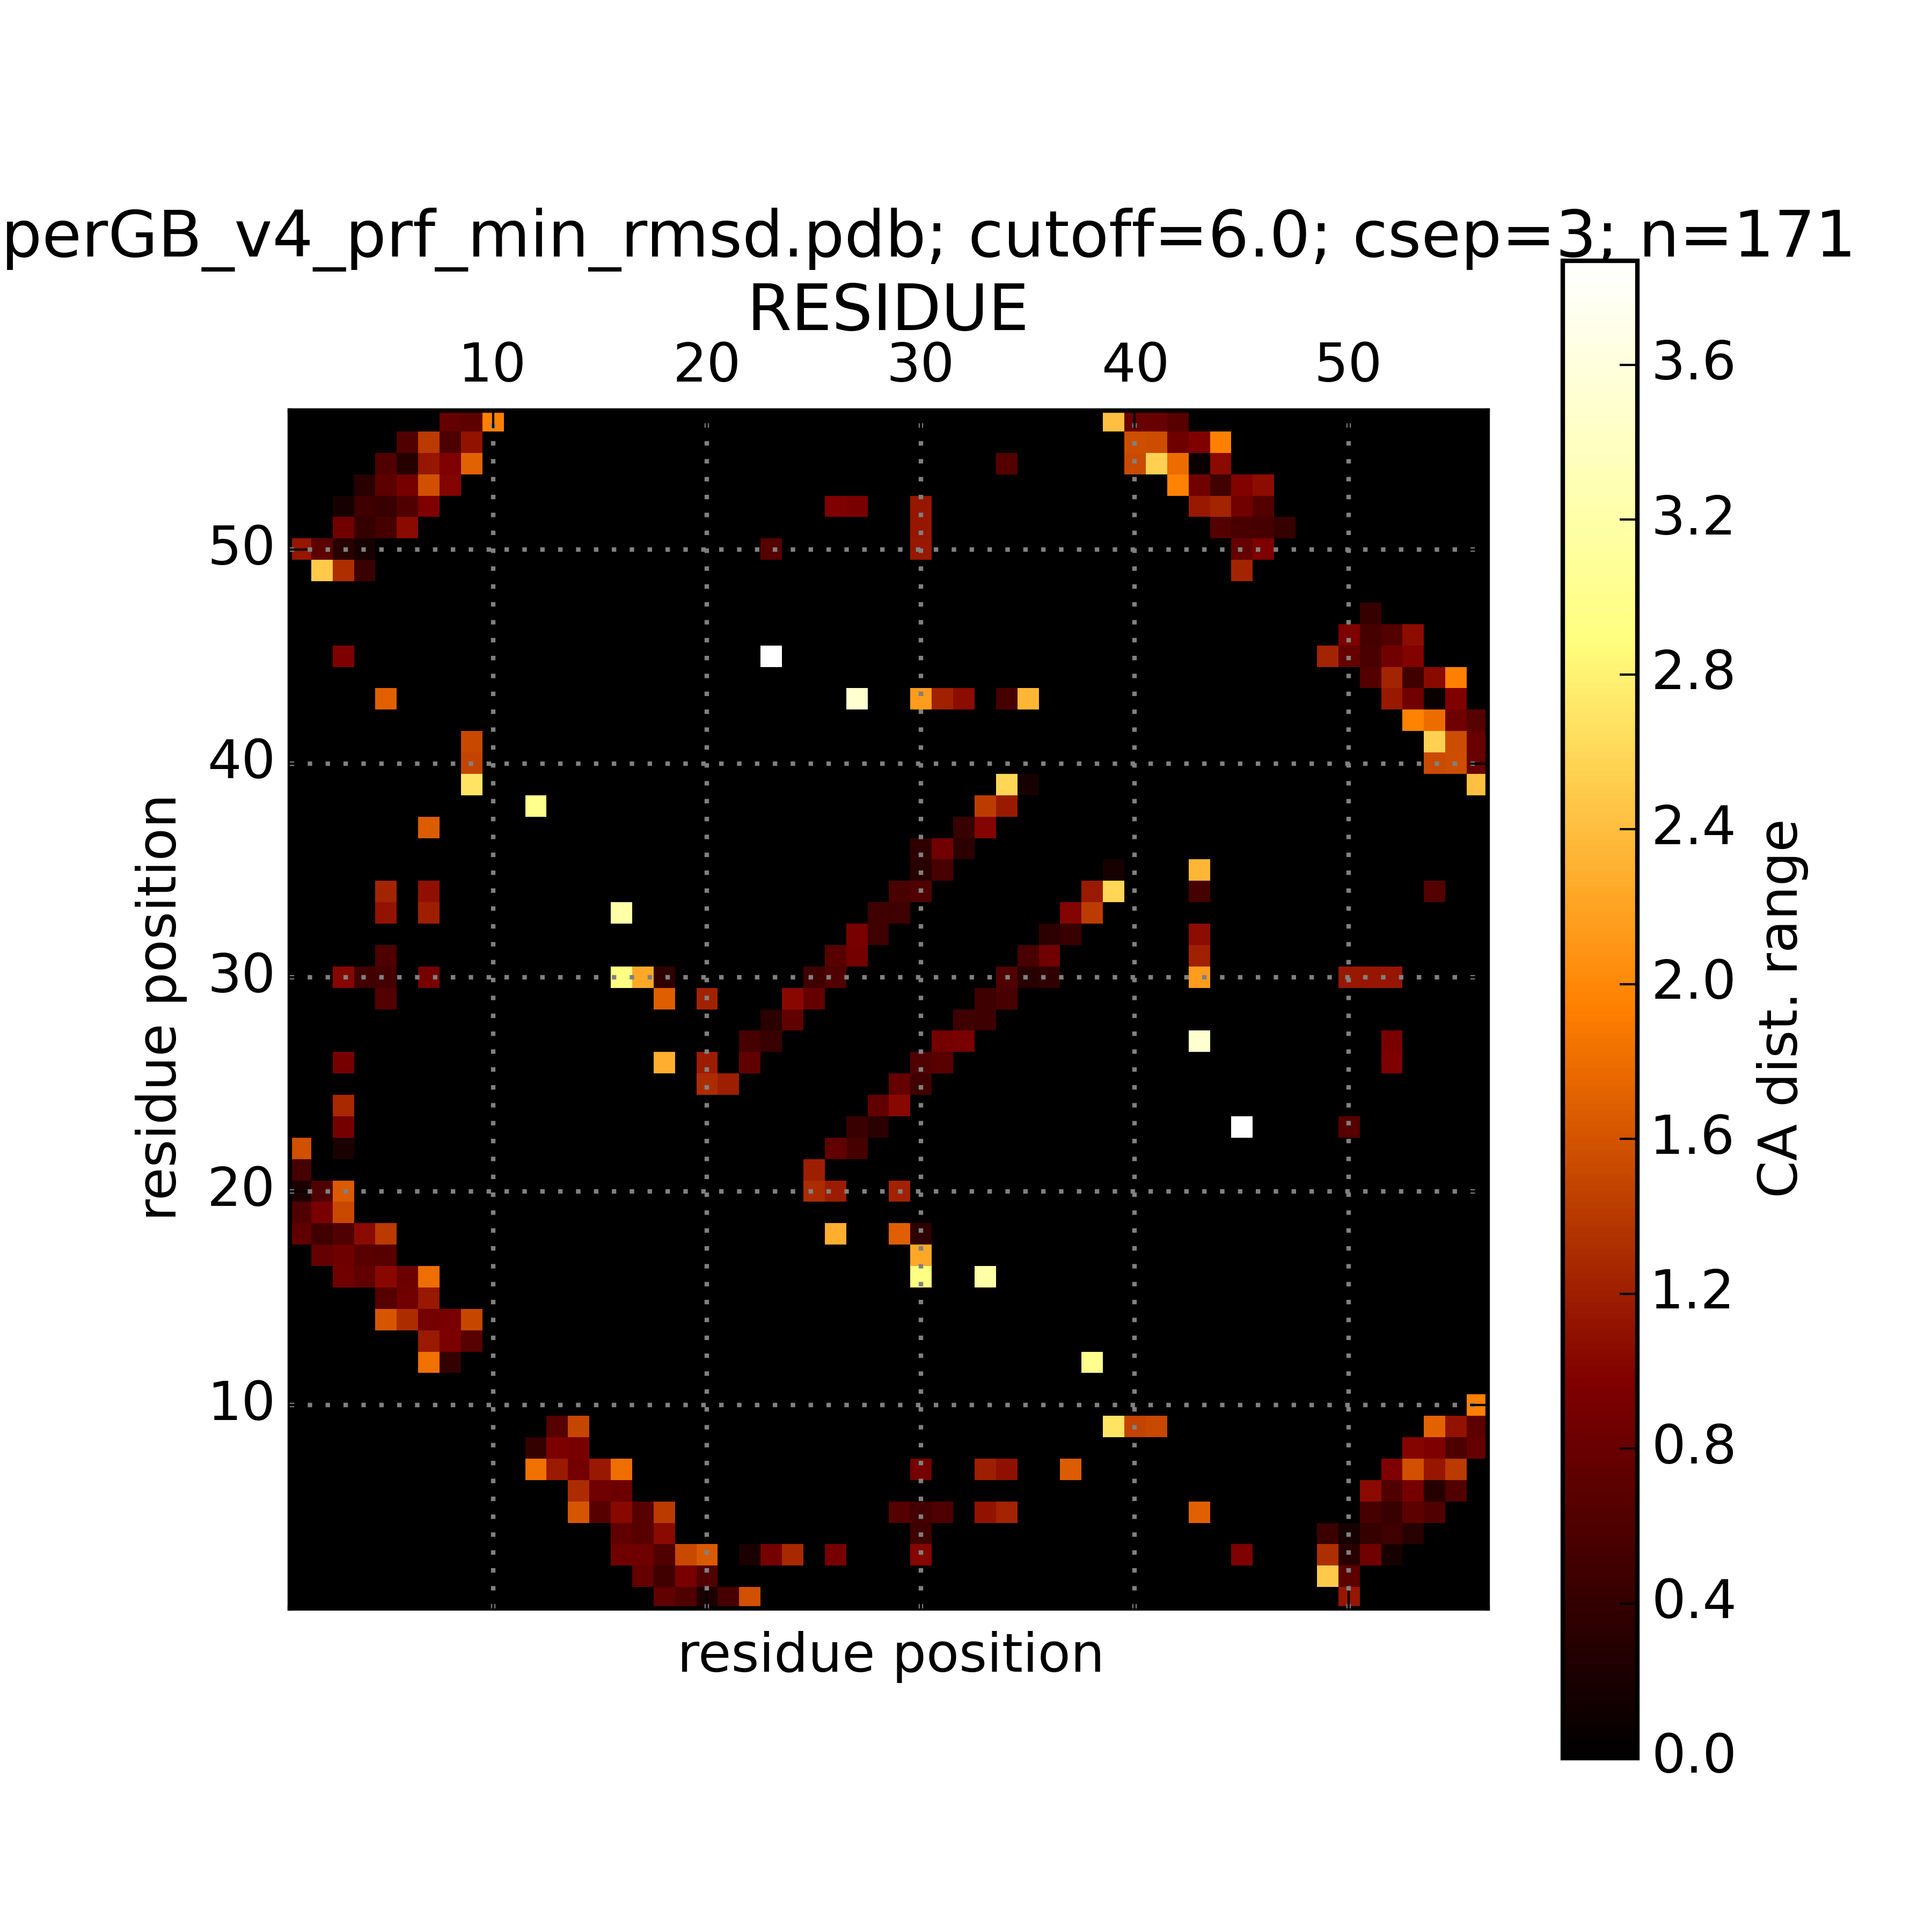 perGB_v4_prf_min_rmsd.pdb; cutoff=6.0; csep=3; n=171
RESIDUE
10 20 30 40 50
50
40
30
20
10
residue position
residue position
3.6
3.2
2.8
2.4
2.0
1.6
1.2
0.8
0.4
0.0
CA dist. range